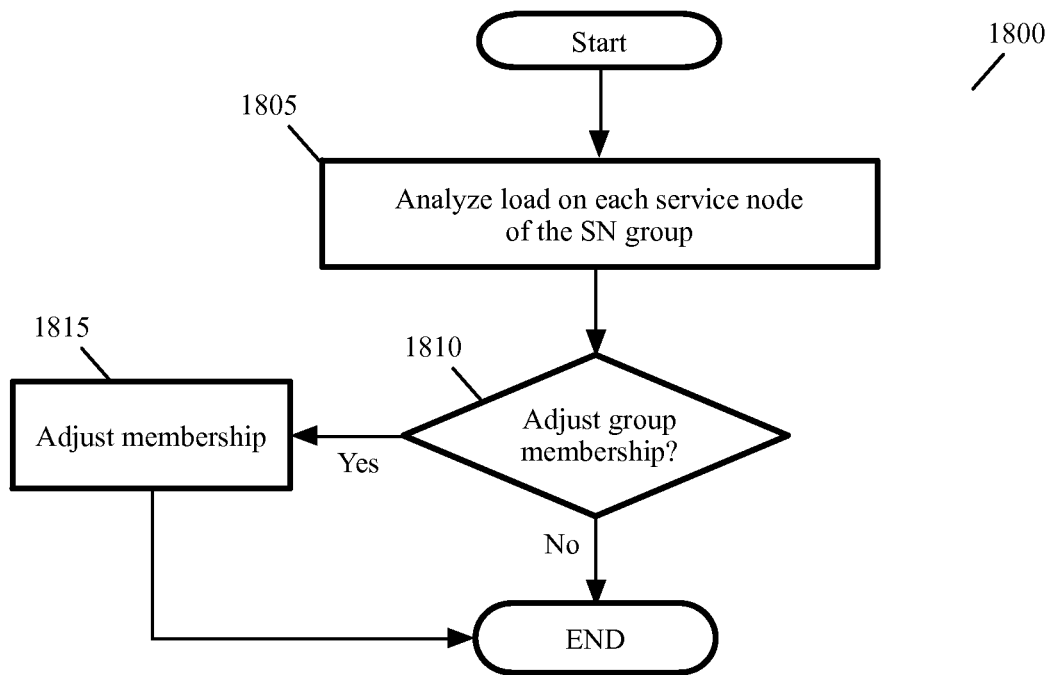 Start
1800
1805
Analyze load on each service node
of the SN group
1815
1810
Adjust membership
Adjust group
membership?
Yes
No
END